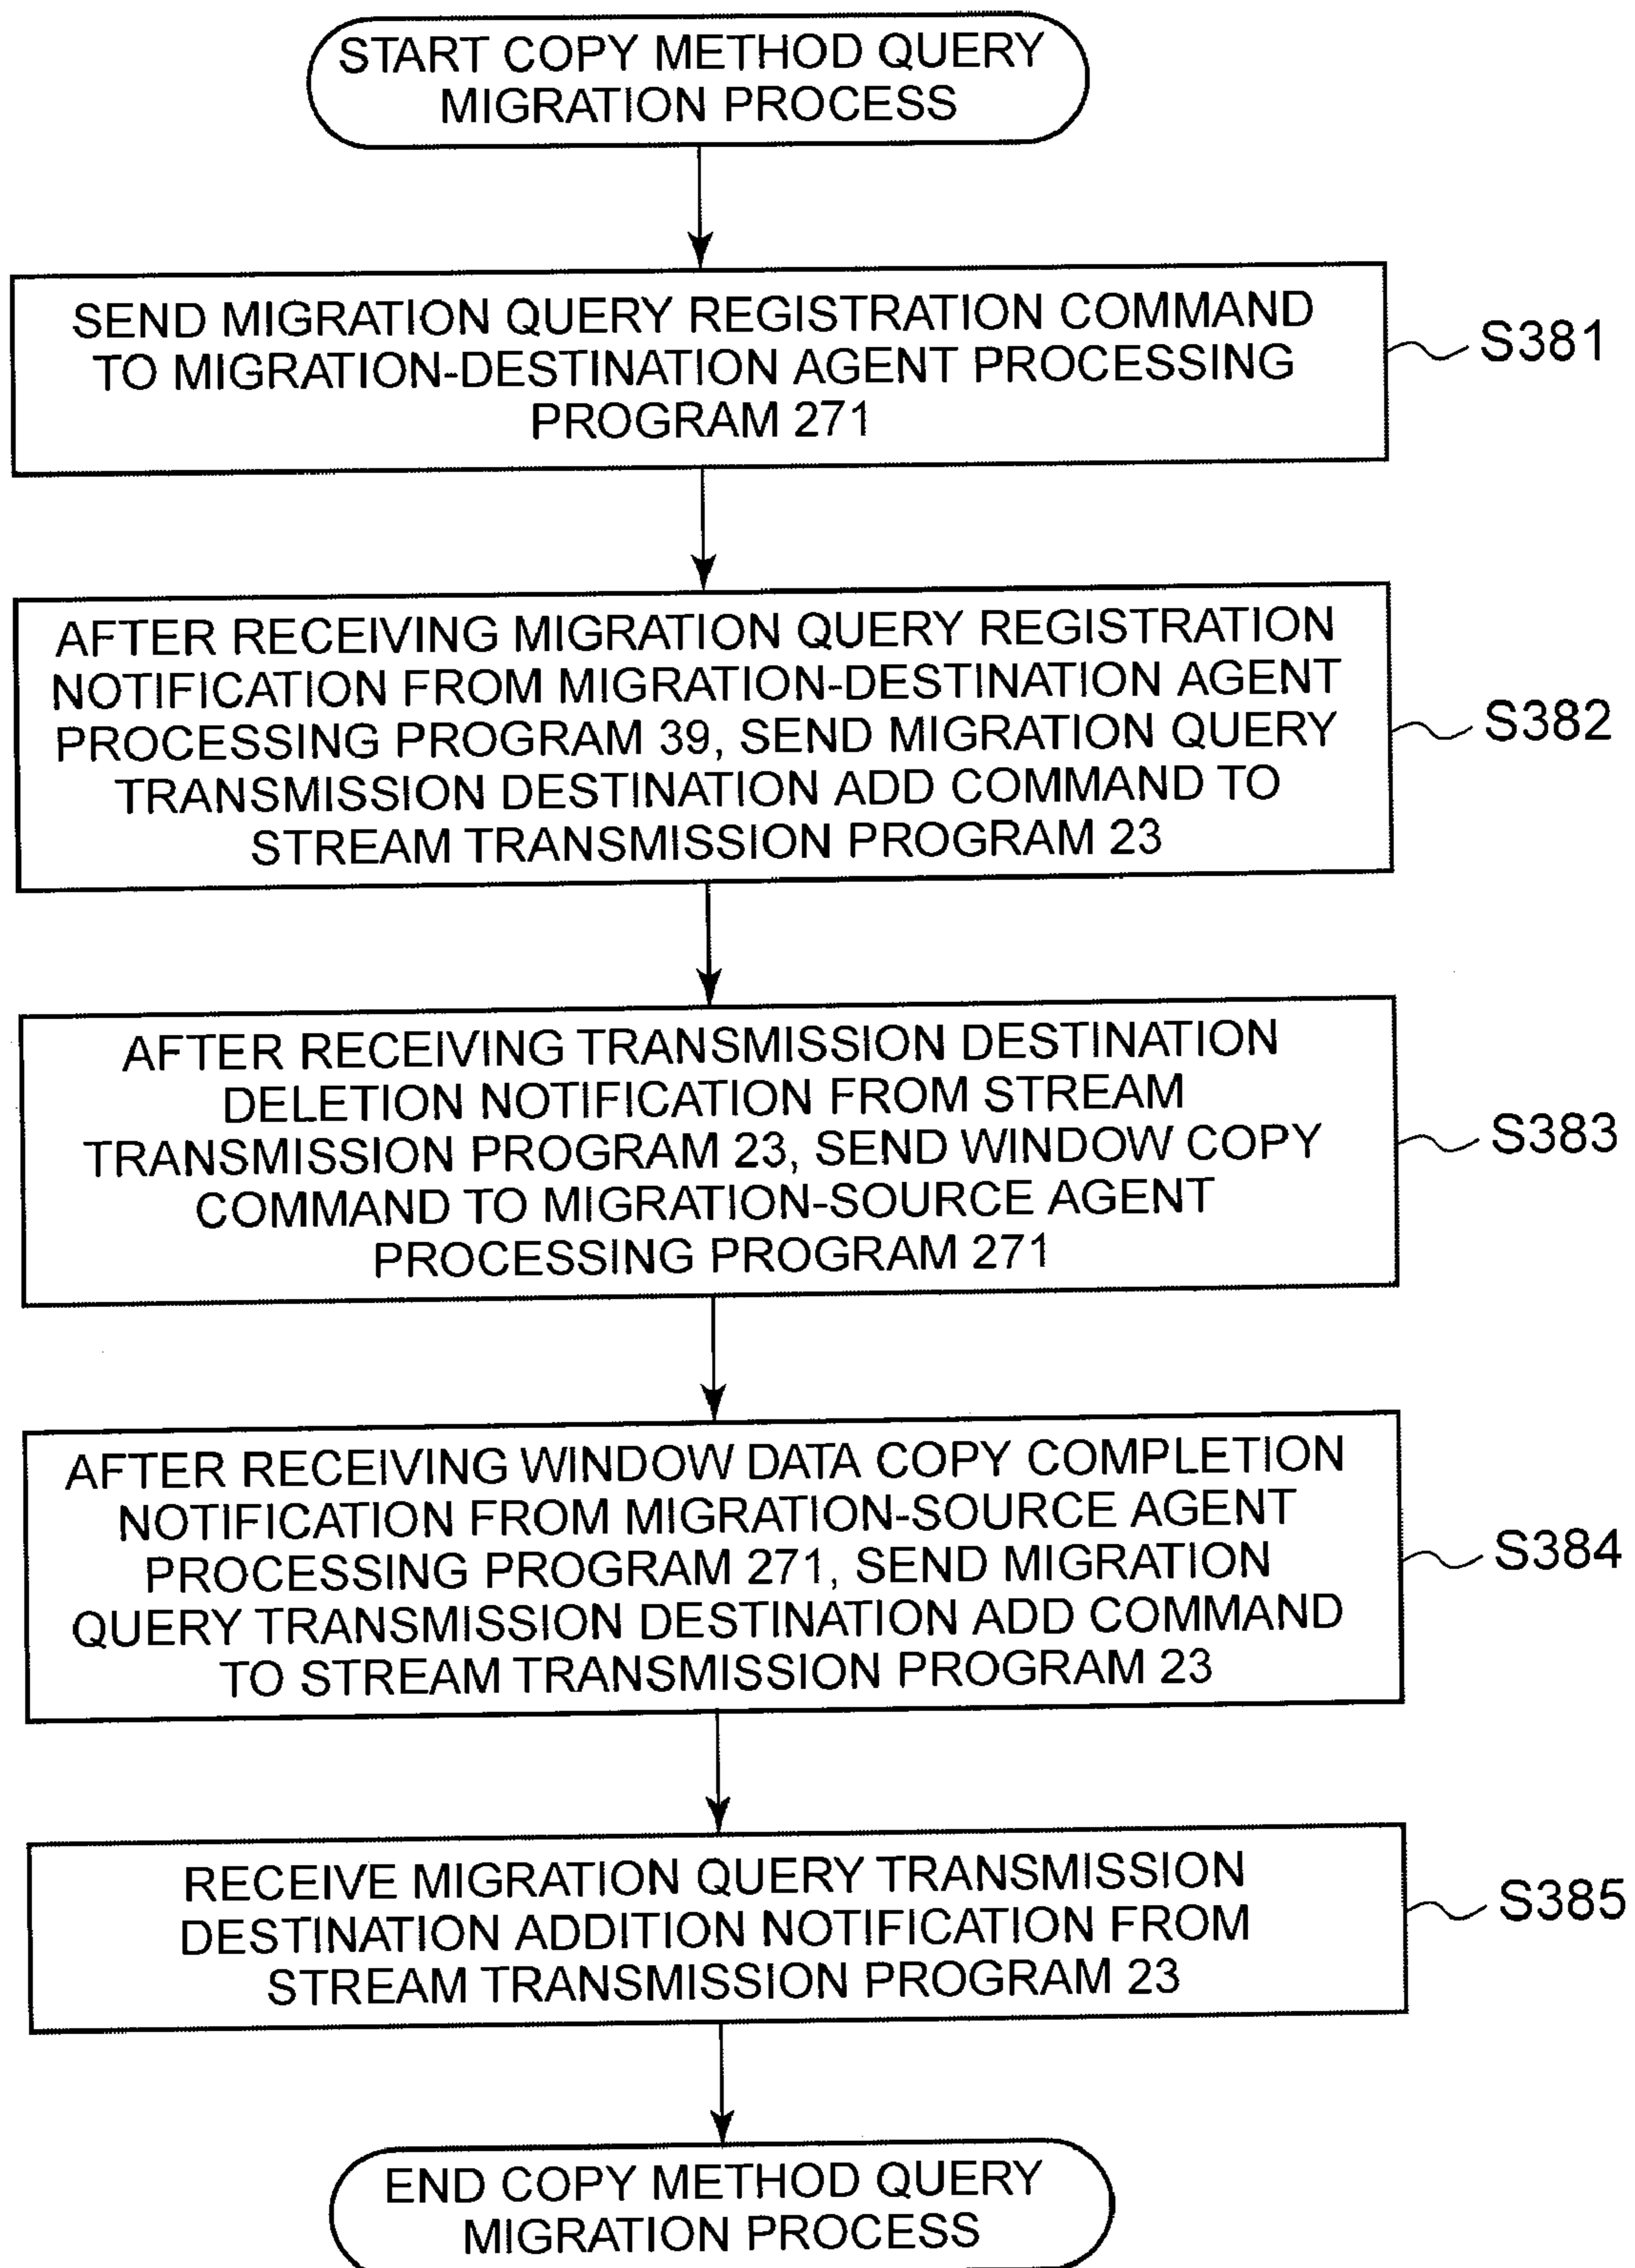 START COPY METHOD QUERY
MIGRATION PROCESS
SEND MIGRATION QUERY REGISTRATION COMMAND
TO MIGRATION-DESTINATION AGENT PROCESSING
PROGRAM 271
S381
AFTER RECEIVING MIGRATION QUERY REGISTRATION
NOTIFICATION FROM MIGRATION-DESTINATION AGENT
PROCESSING PROGRAM 39, SEND MIGRATION QUERY
TRANSMISSION DESTINATION ADD COMMAND TO
STREAM TRANSMISSION PROGRAM 23
S382
AFTER RECEIVING TRANSMISSION DESTINATION
DELETION NOTIFICATION FROM STREAM
TRANSMISSION PROGRAM 23, SEND WINDOW COPY
COMMAND TO MIGRATION-SOURCE AGENT
PROCESSING PROGRAM 271
S383
AFTER RECEIVING WINDOW DATA COPY COMPLETION
NOTIFICATION FROM MIGRATION-SOURCE AGENT
PROCESSING PROGRAM 271, SEND MIGRATION
QUERY TRANSMISSION DESTINATION ADD COMMAND
TO STREAM TRANSMISSION PROGRAM 23
S384
RECEIVE MIGRATION QUERY TRANSMISSION
DESTINATION ADDITION NOTIFICATION FROM
STREAM TRANSMISSION PROGRAM 23
S385
END COPY METHOD QUERY
MIGRATION PROCESS